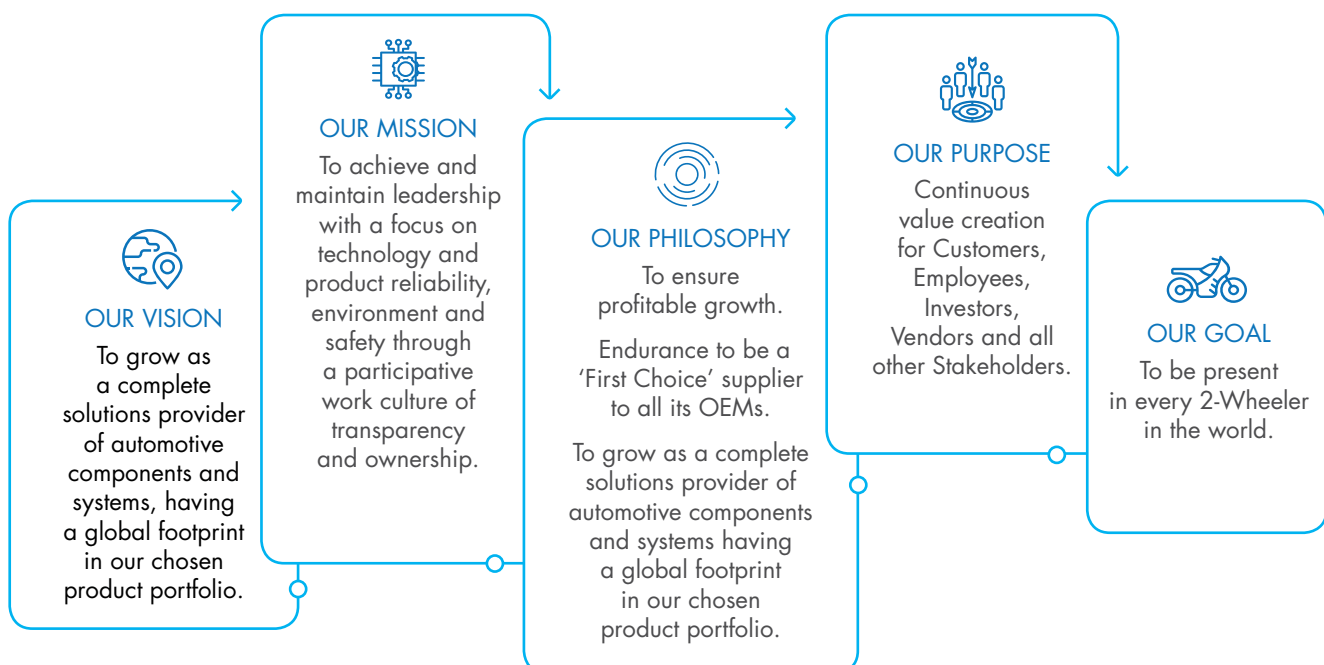 OUR VISION
To grow as
a complete
solutions provider
of automotive
components and
systems, having
a global footprint
in our chosen
product portfolio.
OUR MISSION
To achieve and
maintain leadership
with a focus on
technology and
product reliability,
environment and
safety through
a participative
work culture of
transparency
and ownership.
OUR PHILOSOPHY
To ensure
profitable growth.
Endurance to be a
‘First Choice’ supplier
to all its OEMs.
To grow as a complete
solutions provider of
automotive components
and systems having
a global footprint
in our chosen
product portfolio.
OUR PURPOSE
Continuous
value creation
for Customers,
Employees,
Investors,
Vendors and all
other Stakeholders.
OUR GOAL
To be present
in every 2-Wheeler
in the world.